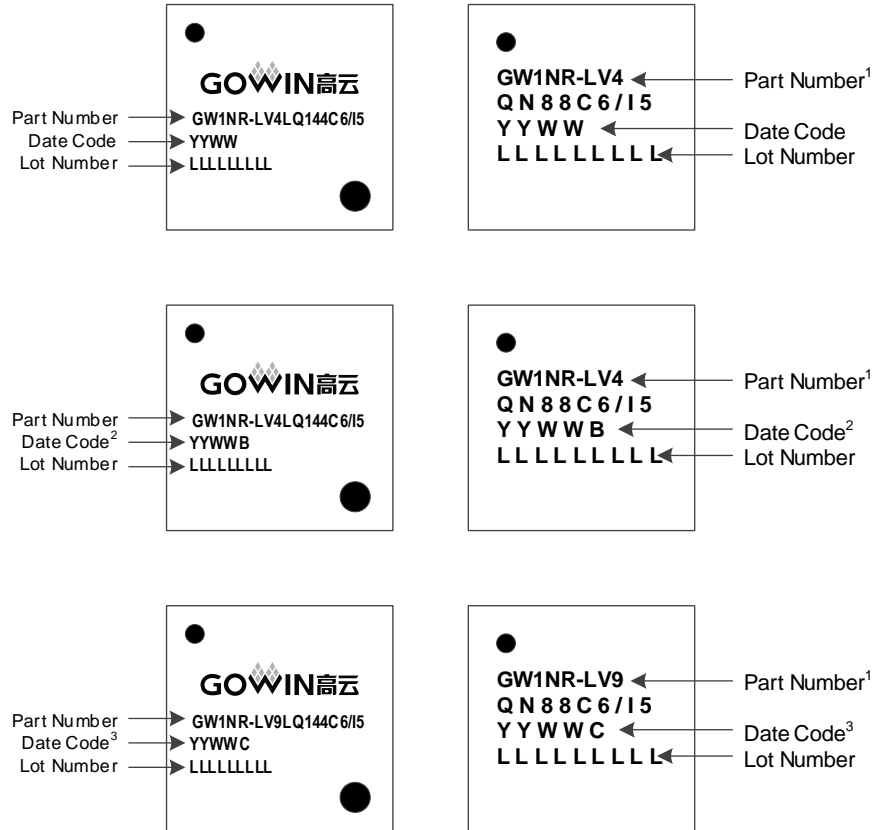 GOWIN高云
Part Number GW1NR-LV4LQ144C6/I5
Date Code YYWW
Lot Number LLLLLLLLL
GW1NR-LV4 Part Number1
QN88C6/I5
YYWW Date Code
LLLLLLLLL Lot Number
GOWIN高云
Part Number GW1NR-LV4LQ144C6/I5
Date Code2 YYWWB
Lot Number LLLLLLLLL
GW1NR-LV4 Part Number1
QN88C6/I5
YYWWB Date Code2
LLLLLLLLL Lot Number
GOWIN高云
Part Number GW1NR-LV9LQ144C6/I5
Date Code3 YYWWC
Lot Number LLLLLLLLL
GW1NR-LV9 Part Number1
QN88C6/I5
YYWWC Date Code3
LLLLLLLLL Lot Number